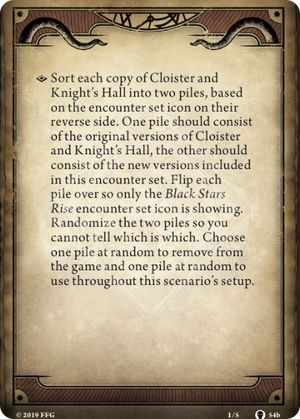 Sort each copy of Cloister and
Knight's Hall into two piles, based
on the encounter set icon on their
reverse side. One pile should consist
of the original versions of Cloister
and Knight's Hall, the other should
consist of the new versions included
in this encounter set. Flip each
pile over so only the Black Stars
Rise encounter set icon is showing.
Randomize the two piles so you
cannot tell which is which. Choose
one pile at random to remove from
the game and one pile at random to
use throughout this scenario's setup.
© 2019 FFG 1/5 54b